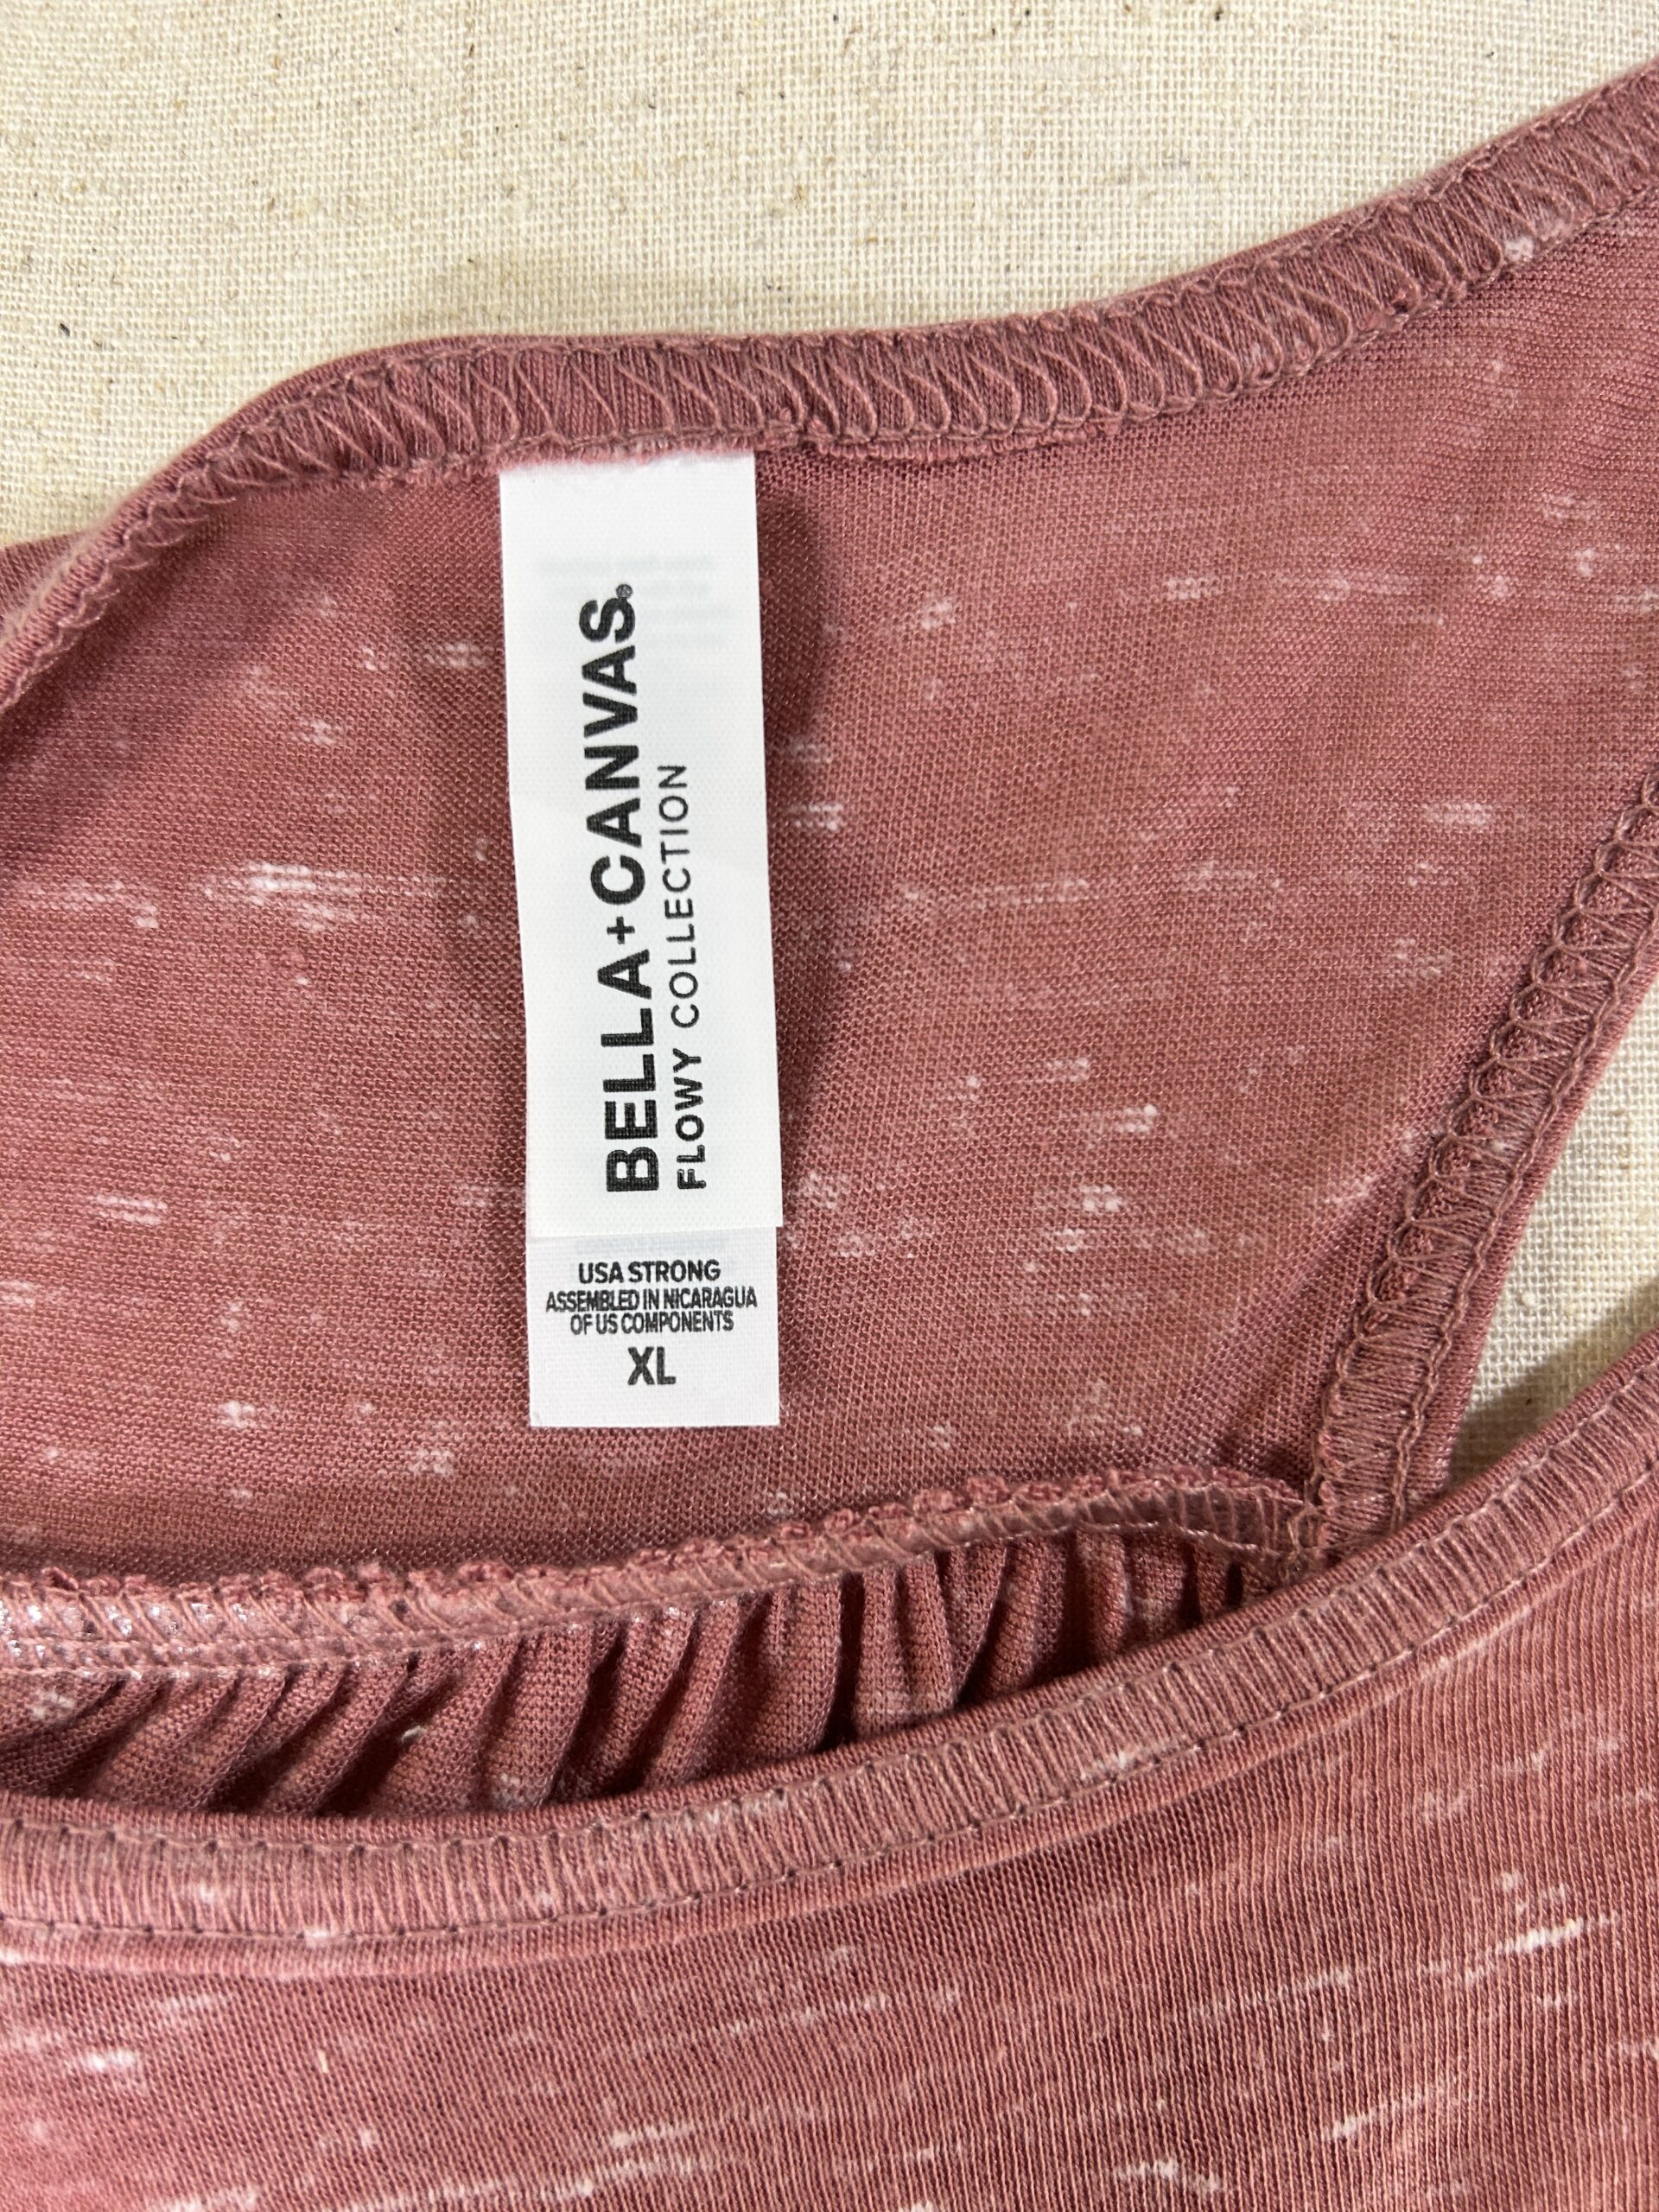 BELLA+CANVAS®
FLOWY COLLECTION
USA STRONG
ASSEMBLED IN NICARAGUA
OF US COMPONENTS
XL